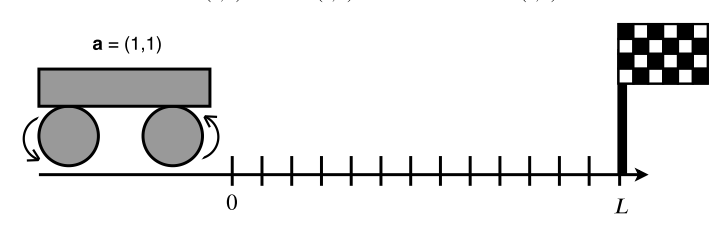 a = (1,1)
0
L